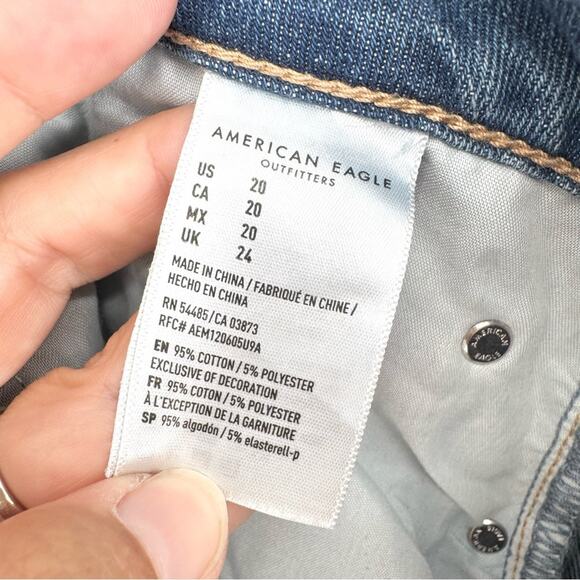 AMERICAN EAGLE
OUTFITTERS
US 20
CA 20
MX 20
UK 24
MADE IN CHINA / FABRIQUÉ EN CHINE /
HECHO EN CHINA
RN 54485/CA 03873
RFC# AEM120605U9A
EN 95% COTTON / 5% POLYESTER
EXCLUSIVE OF DECORATION
FR 95% COTON / 5% POLYESTER
À L'EXCEPTION DE LA GARNITURE
SP 95% algodón / 5% elasterell-p
AMERICAN
EAGLE
AMERICAN
EAGLE